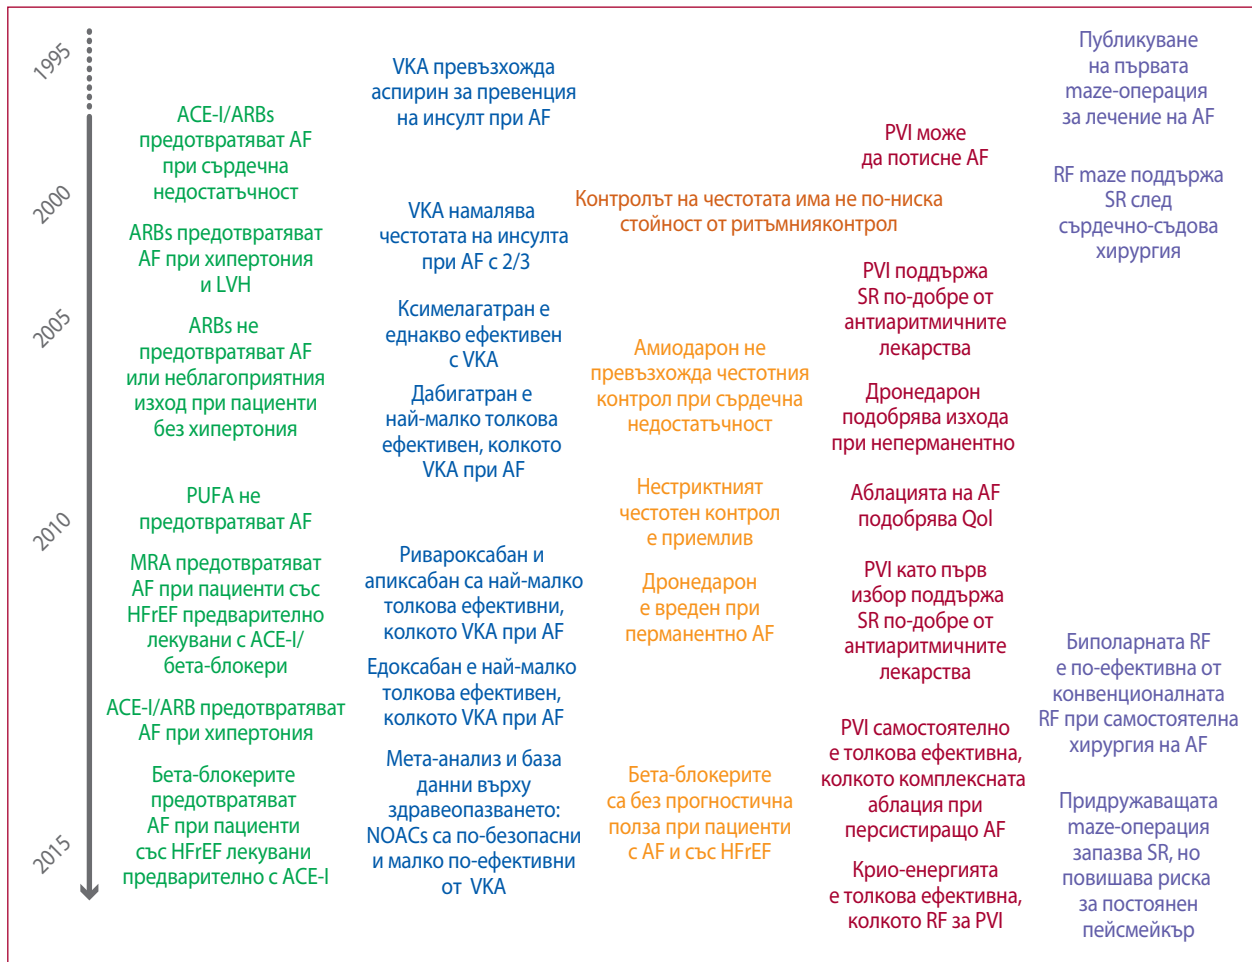 1995
2000
2005
2010
2015
ACE-I/ARBs
предотвратяват AF
при сърдечна
недостатъчност
ARBs предотвратяват
AF при хипертония
и LVH
ARBs не
предотвратяват AF
или неблагоприятния
изход при пациенти
без хипертония
PUFA не
предотвратяват AF
MRA предотвратяват
AF при пациенти със
HFrEF предварително
лекувани с ACE-I/
бета-блокери
ACE-I/ARB предотвратяват
AF при хипертония
Бета-блокерите
предотвратяват
AF при пациенти
със HFrEF лекувани
предварително с ACE-I
VKA превъзхожда
аспирин за превенция
на инсулт при AF
VKA намалява
честотата на инсулта
при AF с 2/3
Ксимелагатран е
еднакво ефективен
с VKA
Дабигатран е
най-малко толкова
ефективен, колкото
VKA при AF
Ривароксабан и
апиксабан са най-малко
толкова ефективни,
колкото VKA при AF
Едоксабан е най-малко
толкова ефективен,
колкото VKA при AF
Мета-анализ и база
данни върху
здравеопазването:
NOACs са по-безопасни
и малко по-ефективни
от VKA
Контролът на честотата има не по-ниска
стойност от ритъмнияконтрол
Амиодарон не
превъзхожда честотния
контрол при сърдечна
недостатъчност
Нестриктният
честотен контрол
е приемлив
Дронедарон
е вреден при
перманентно AF
Бета-блокерите
са без прогностична
полза при пациенти
с AF и със HFrEF
PVI може
да потисне AF
PVI поддържа
SR по-добре от
антиаритмичните
лекарства
Дронедарон
подобрява изхода
при неперманентно
Аблацията на AF
подобрява Qol
PVI като първ
избор поддържа
SR по-добре от
антиаритмичните
лекарства
PVI самостоятелно
е толкова ефективна,
колкото комплексната
аблация при
персистиращо AF
Крио-енергията
е толкова ефективна,
колкото RF за PVI
Публикуване
на първата
maze-операция
за лечение на AF
RF maze поддържа
SR след
сърдечно-съдова
хирургия
Биполарната RF
е по-ефективна от
конвенционалната
RF при самостоятелна
хирургия на AF
Придружаващата
maze-операция
запазва SR, но
повишава риска
за постоянен
пейсмейкър